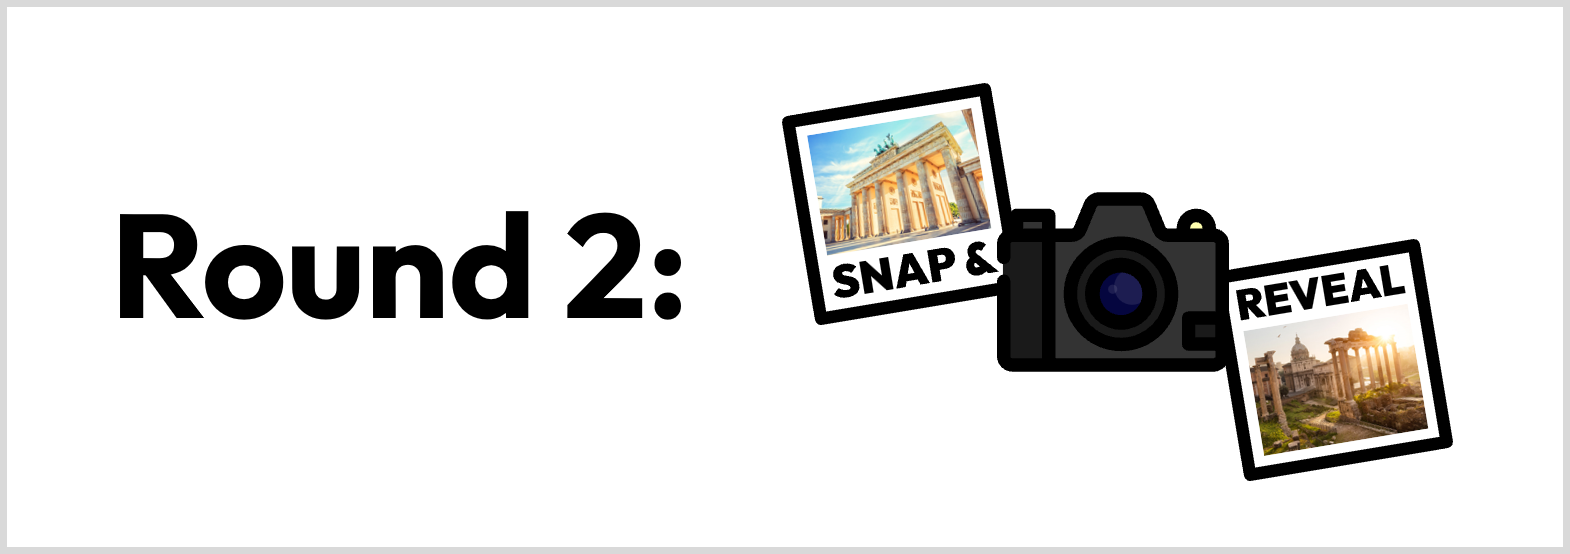 Round 2:
SNAP &
REVEAL